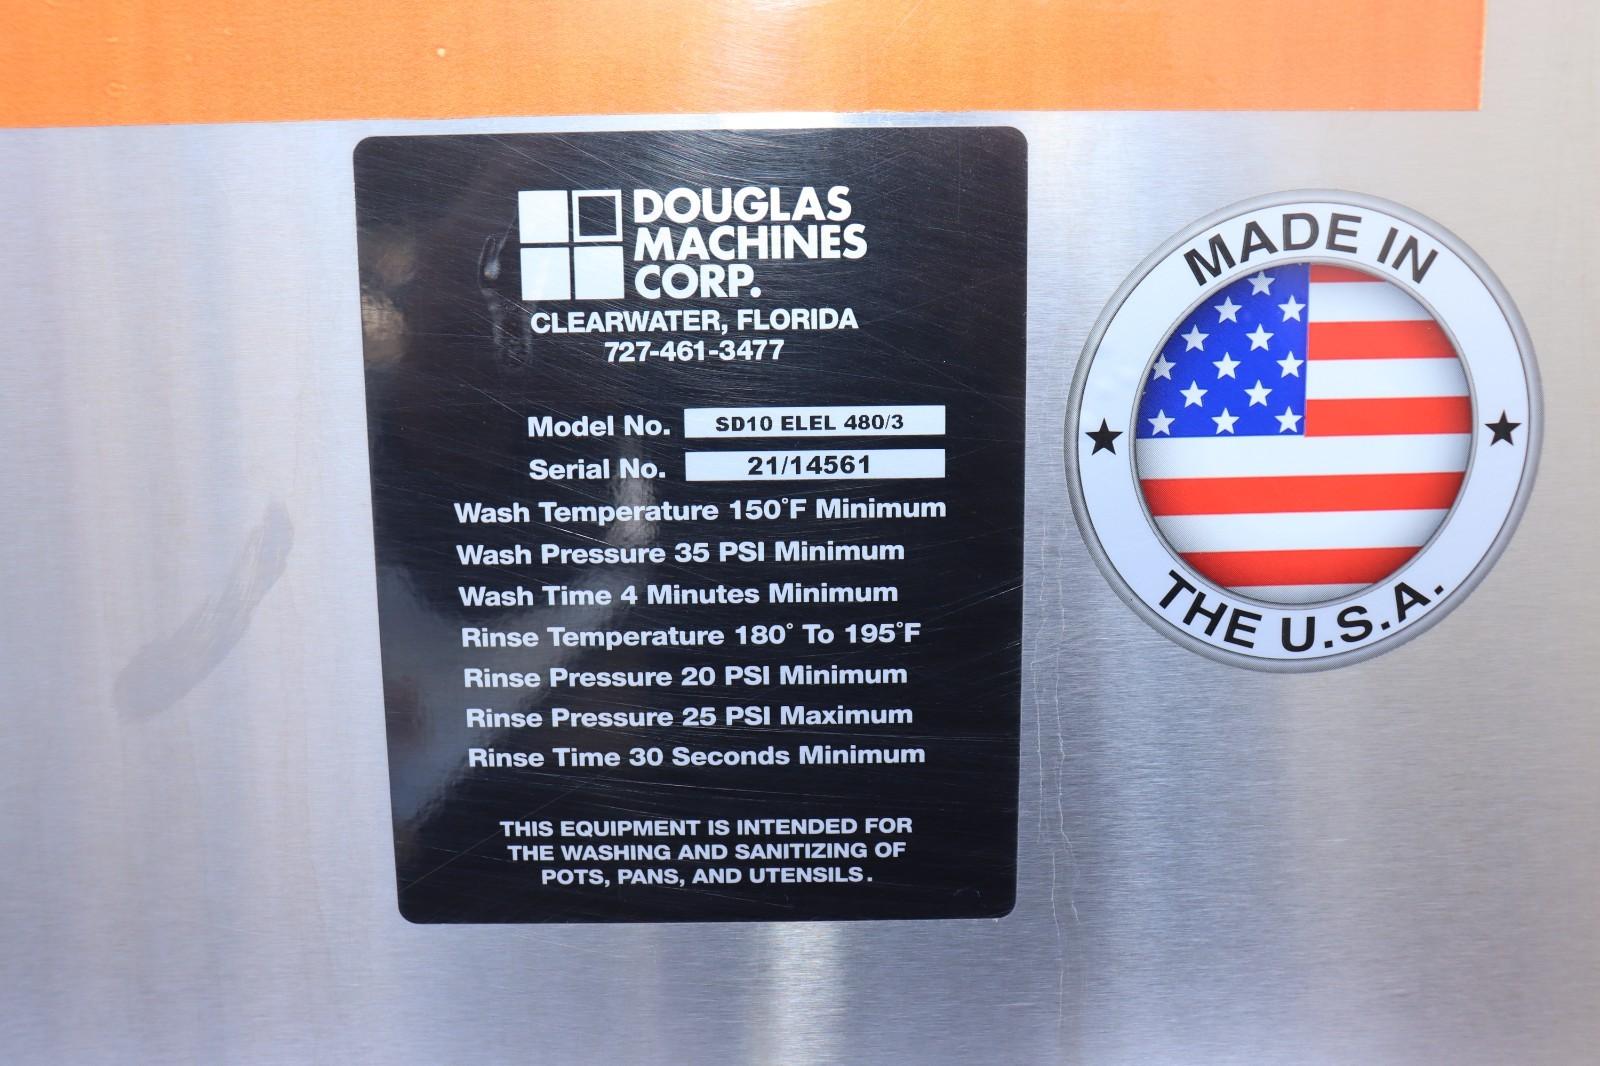 DOUGLAS
MACHINES
CORP.
CLEARWATER, FLORIDA
727-461-3477
Model No. SD10 ELEL 480/3
Serial No. 21/14561
Wash Temperature 150°F Minimum
Wash Pressure 35 PSI Minimum
Wash Time 4 Minutes Minimum
Rinse Temperature 180° To 195°F
Rinse Pressure 20 PSI Minimum
Rinse Pressure 25 PSI Maximum
Rinse Time 30 Seconds Minimum
THIS EQUIPMENT IS INTENDED FOR
THE WASHING AND SANITIZING OF
POTS, PANS, AND UTENSILS.
MADE IN
THE U.S.A.